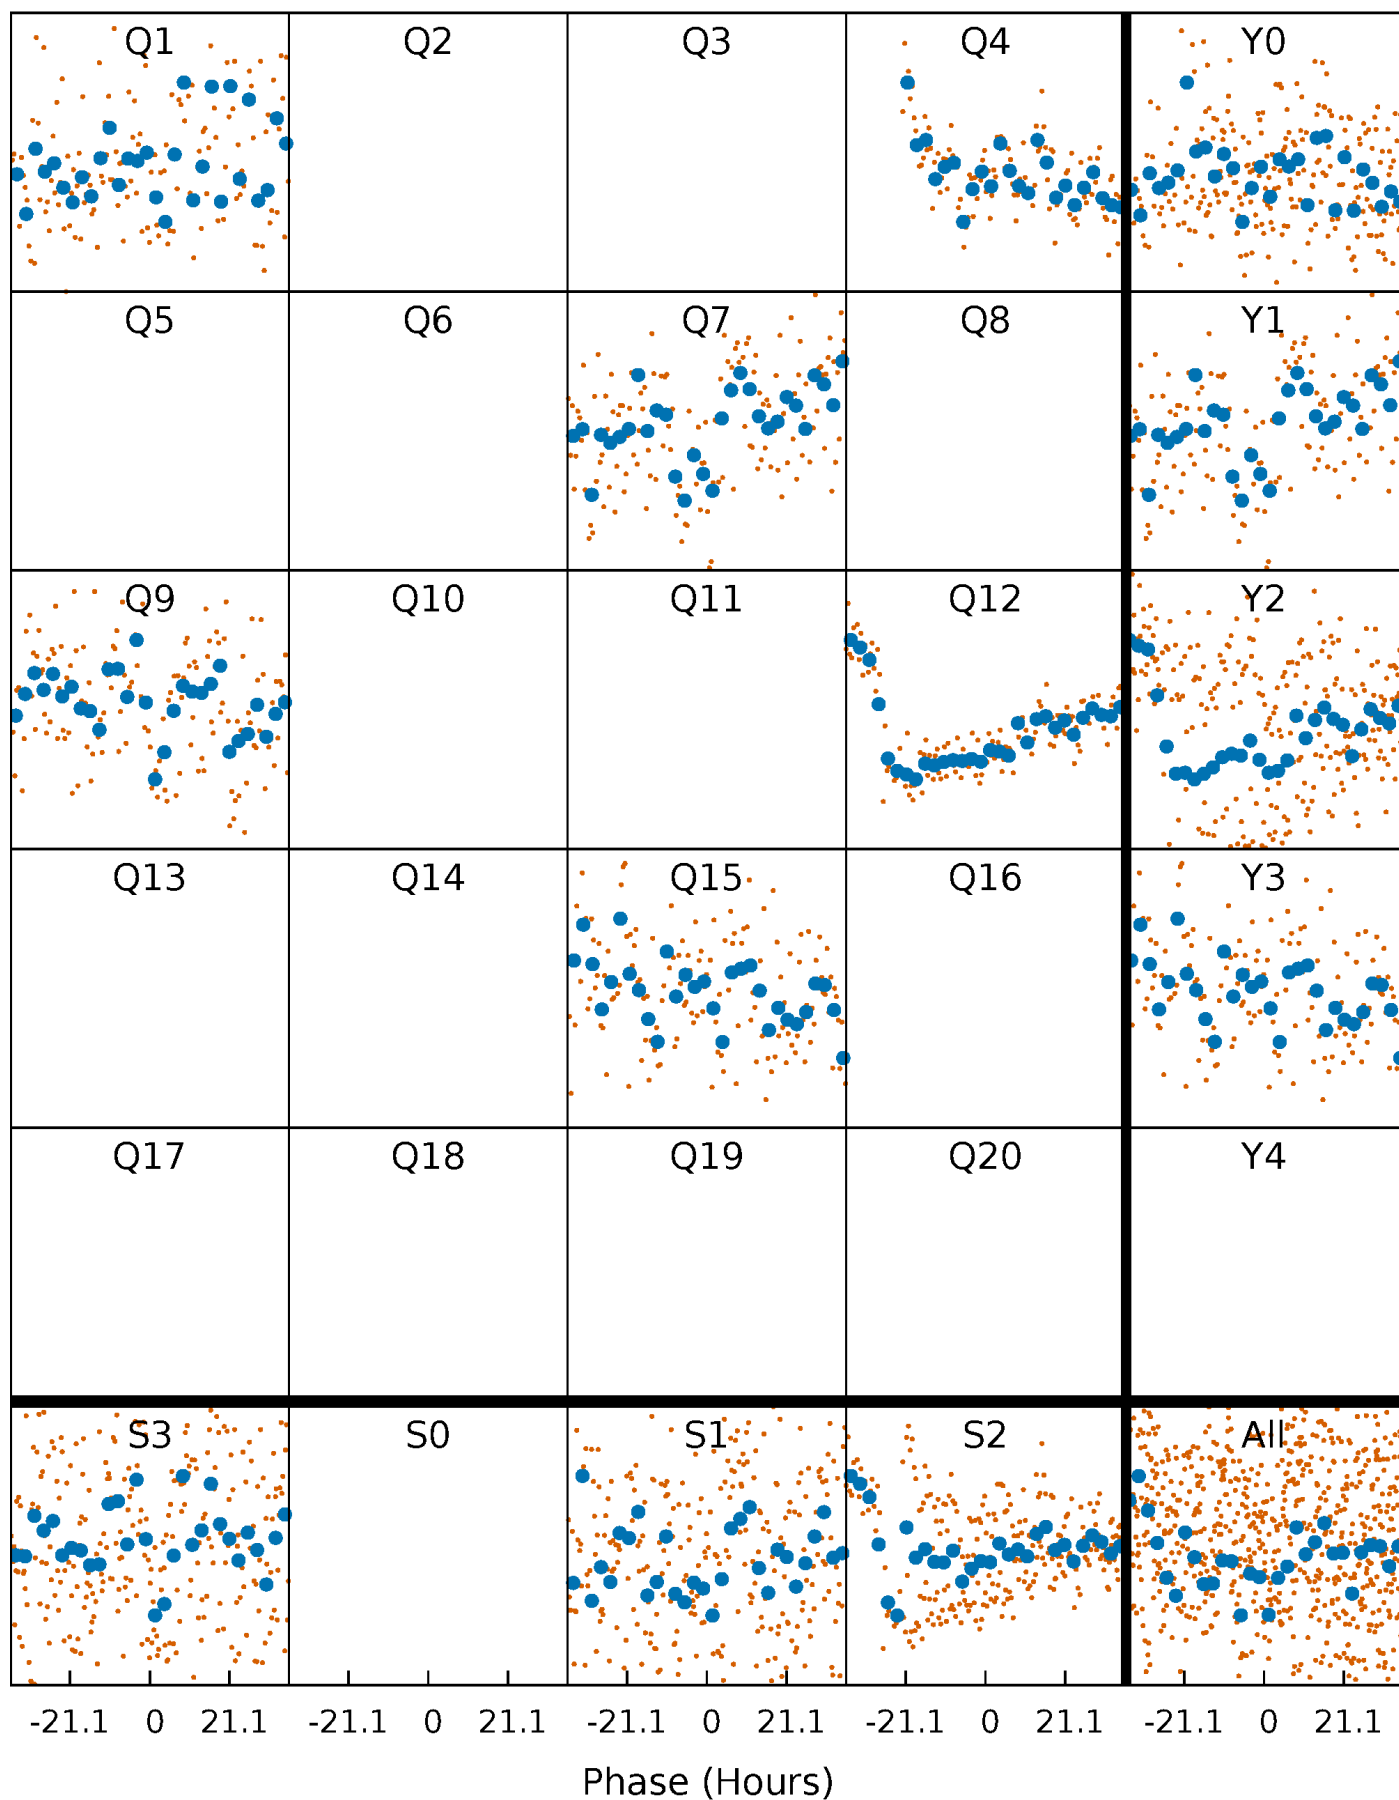 Q1 Q2 Q3 Q4 Y0
Q5 Q6 Q7 Q8 Y1
Q9 Q10 Q11 Q12 Y2
Q13 Q14 Q15 Q16 Y3
Q17 Q18 Q19 Q20 Y4
S3 S0 S1 S2 All
-21.1 0 21.1 -21.1 0 21.1 -21.1 0 21.1 -21.1 0 21.1 -21.1 0 21.1
Phase (Hours)